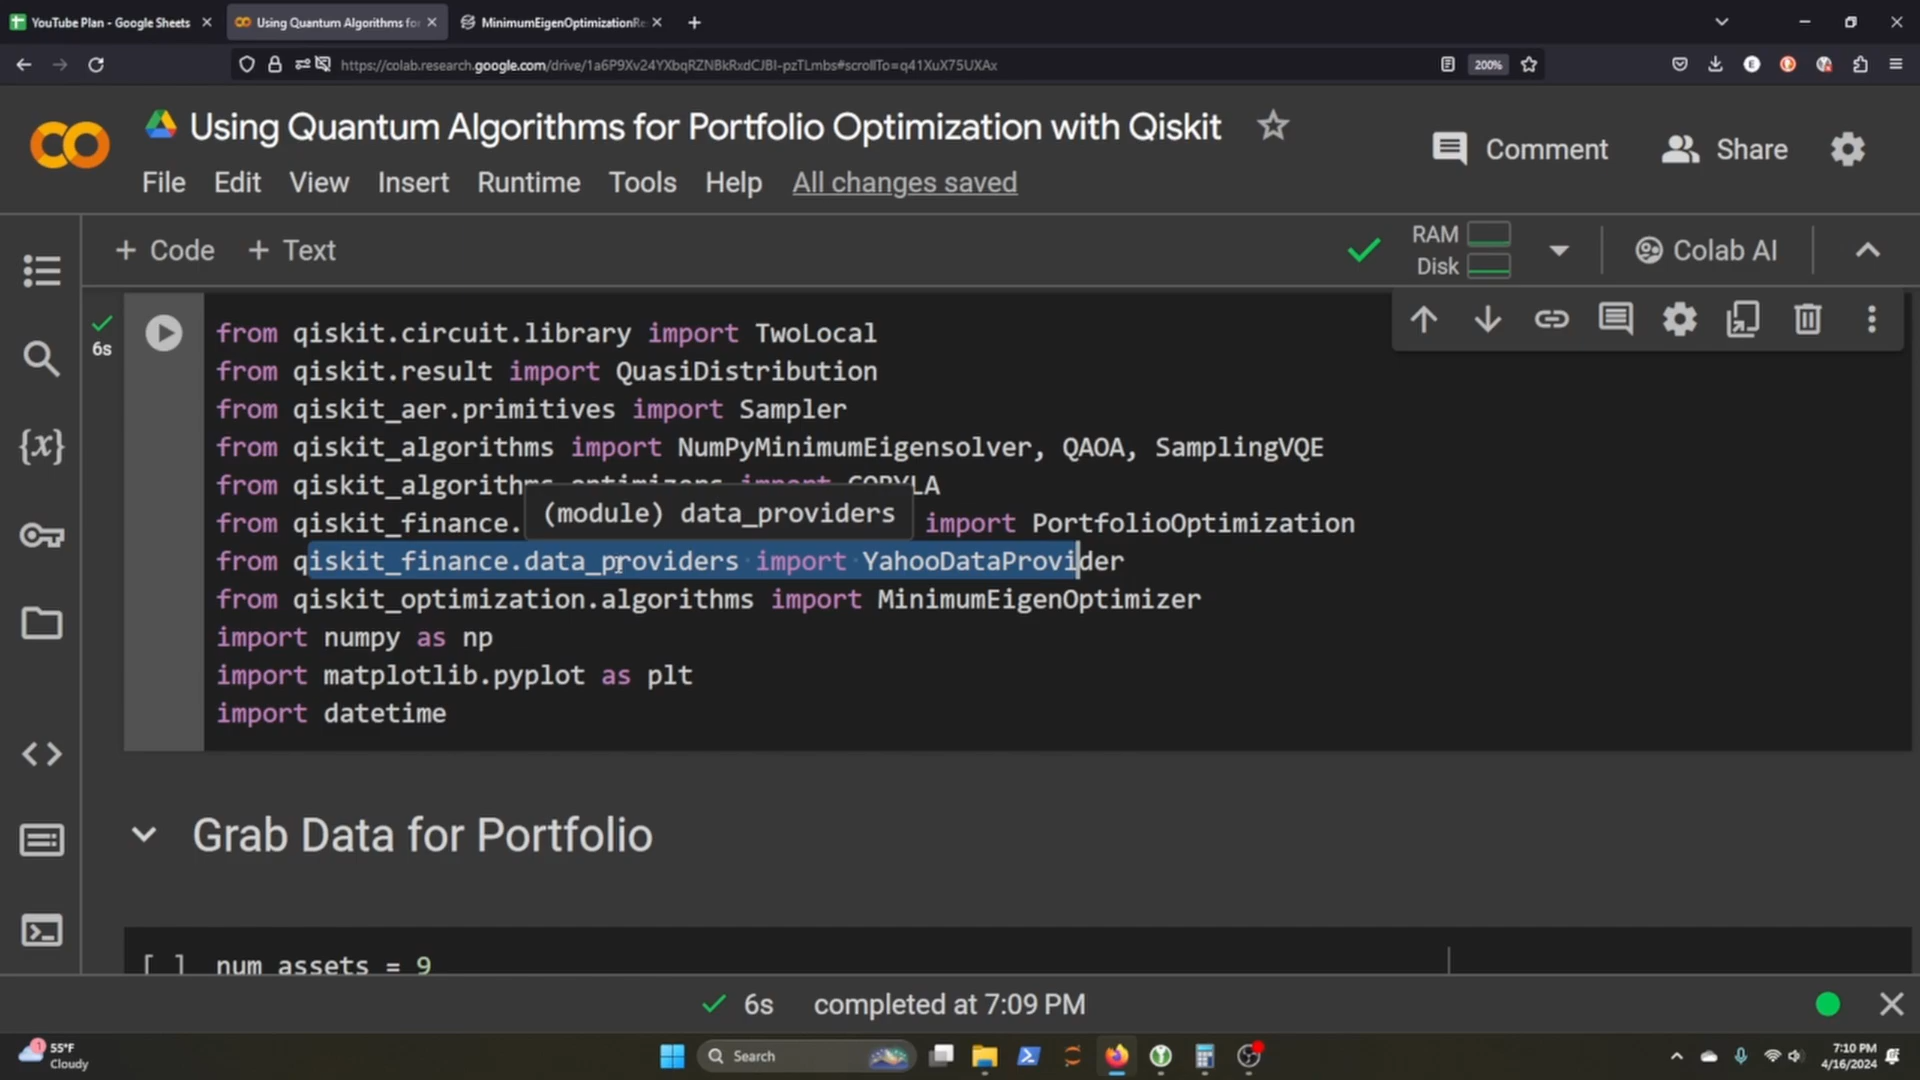 YouTube Plan - Google Sheets
Using Quantum Algorithms fo
MinimumEigenOptimizationRe
https://colab.research.google.com/drive/1a6P9Xv24YXbqRZNBkRxdCJBI-pzTLmbs#scrollTo=q41XuX75UXAx
200%
Using Quantum Algorithms for Portfolio Optimization with Qiskit
Comment
Share
File Edit View Insert Runtime Tools Help All changes saved
+ Code + Text
RAM
Disk
Colab AI
6s
from qiskit.circuit.library import TwoLocal
from qiskit.result import QuasiDistribution
from qiskit_aer.primitives import Sampler
from qiskit_algorithms import NumPyMinimumEigensolver, QAOA, SamplingVQE
from qiskit_algorithms.optimizers import COBYLA
(module) data_providers
from qiskit_finance. import PortfolioOptimization
from qiskit_finance.data_providers import YahooDataProvider
from qiskit_optimization.algorithms import MinimumEigenOptimizer
import numpy as np
import matplotlib.pyplot as plt
import datetime
Grab Data for Portfolio
[ ] num_assets = 9
6s completed at 7:09 PM
1
55°F
Cloudy
Search
7:10 PM
4/16/2024